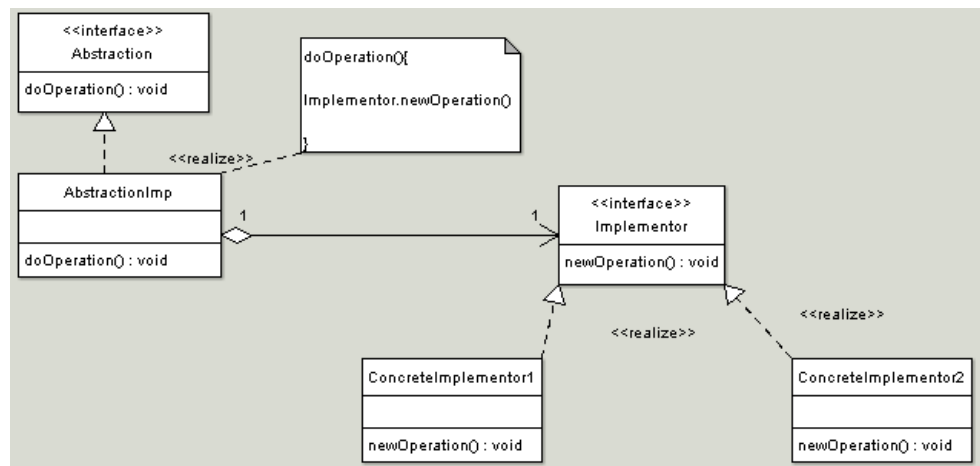 <<interface>>
Abstraction
doOperation() : void
doOperation(){
Implementor.newOperation()
}
<<realize>>
AbstractionImp
doOperation() : void
1
1
<<interface>>
Implementor
newOperation() : void
<<realize>>
<<realize>>
ConcreteImplementor1
newOperation() : void
ConcreteImplementor2
newOperation() : void